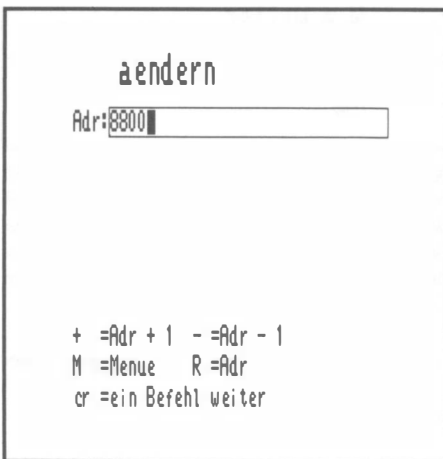 aendern
Adr:8800
+ =Adr + 1 - =Adr - 1
M =Menue R =Adr
cr =ein Befehl weiter